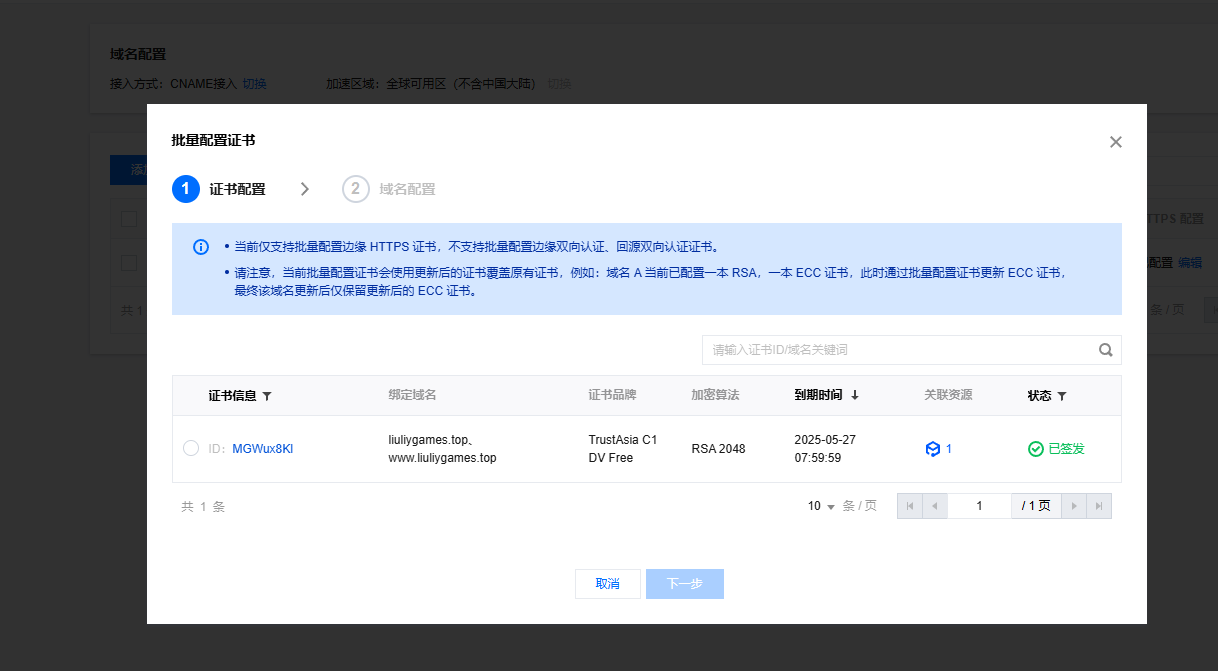 域名配置
接入方式：CNAME接入 切换 加速区域：全球可用区（不含中国大陆） 切换
批量配置证书
添加
1 证书配置 2 域名配置
TTPS 配置
• 当前仅支持批量配置边缘 HTTPS 证书，不支持批量配置边缘双向认证、回源双向认证证书。
• 请注意，当前批量配置证书会使用更新后的证书覆盖原有证书，例如：域名 A 当前已配置一本 RSA，一本 ECC 证书，此时通过批量配置证书更新 ECC 证书，
最终该域名更新后仅保留更新后的 ECC 证书。
配置 编辑
共 1
条 / 页
请输入证书ID/域名关键词
证书信息 绑定域名 证书品牌 加密算法 到期时间 关联资源 状态
ID： MGWux8Kl liuliygames.top、 TrustAsia C1 RSA 2048 2025-05-27 1 已签发
www.liuliygames.top DV Free 07:59:59
共 1 条 10 条 / 页 1 / 1 页
取消 下一步